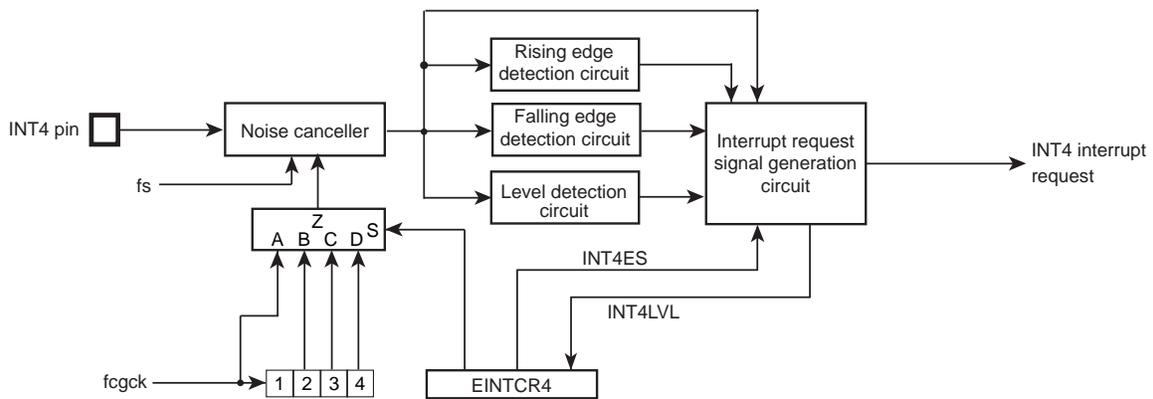 Rising edge
detection circuit
INT4 pin
Noise canceller
Falling edge
detection circuit
Interrupt request
signal generation
circuit
INT4 interrupt
request
fs
Level detection
circuit
Z
S
A B C D
INT4ES
INT4LVL
fcgck
1 2 3 4
EINTCR4